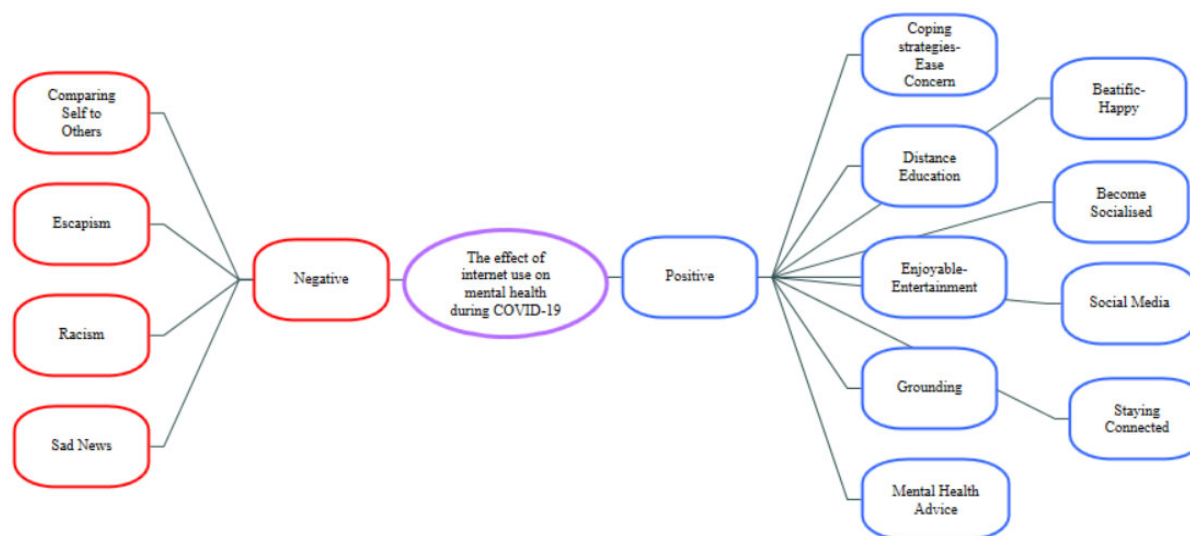 Comparing
Self to
Others
Escapism
Racism
Sad News
Negative
The effect of
internet use on
mental health
during COVID-19
Positive
Coping
strategies-
Ease
Concern
Distance
Education
Enjoyable-
Entertainment
Grounding
Mental Health
Advice
Beatific-
Happy
Become
Socialised
Social Media
Staying
Connected